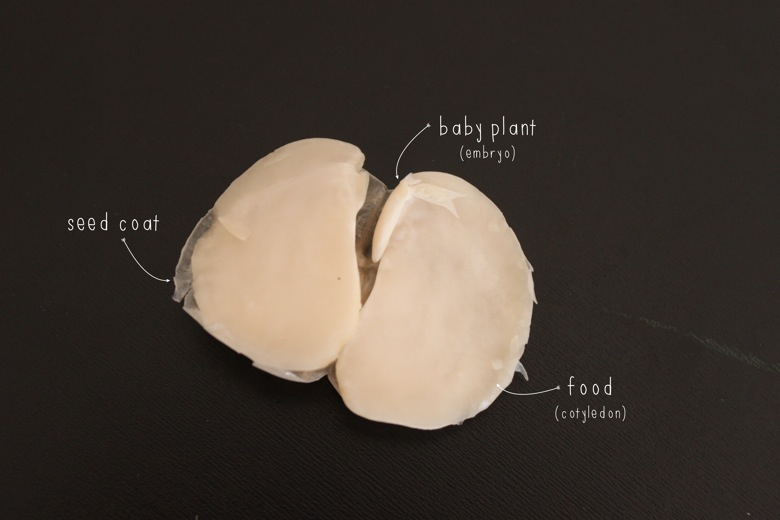 baby plant
(embryo)
seed coat
food
(cotyledon)